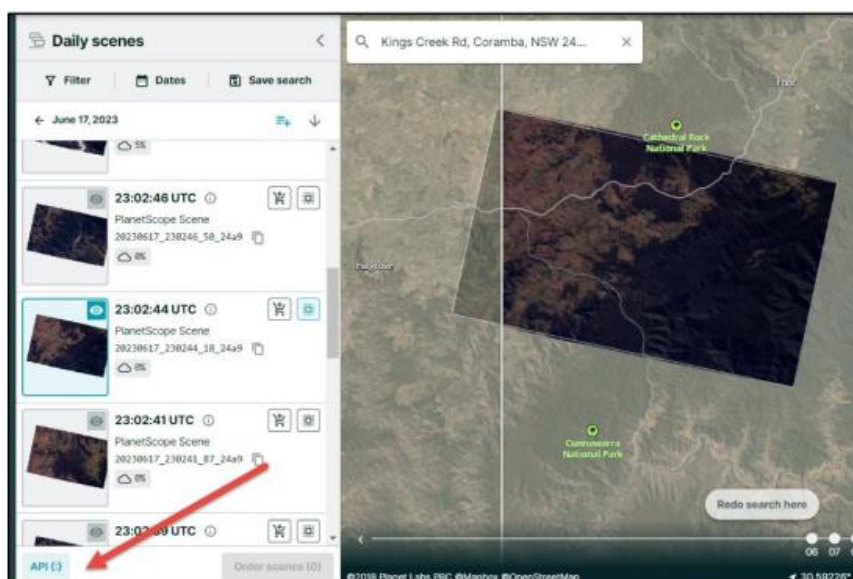 Daily scenes
Kings Creek Rd, Coramba, NSW 24...
Filter
Dates
Save search
June 17, 2023
5%
23:02:46 UTC
PlanetScope Scene
20230617_230246_50_24a9
0%
23:02:44 UTC
PlanetScope Scene
20230617_230244_18_24a9
0%
23:02:41 UTC
PlanetScope Scene
20230617_230241_87_24a9
0%
UTC
API (:)
Order scenes (0)
Ebor
Cathedral Rock
National Park
Cunnawarra
National Park
Redo search here
06 07
©2018 Planet Labs PBC ©Mapbox ©OpenStreetMap